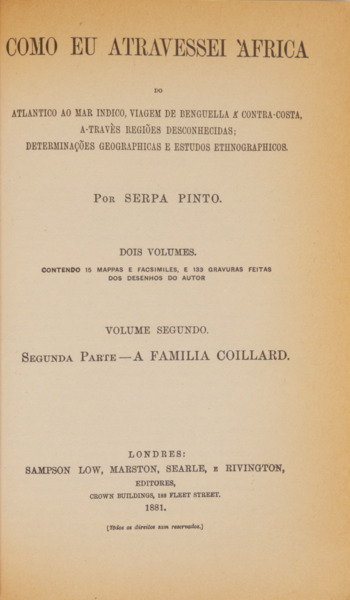 COMO EU ATRAVESSEI ÀFRICA
DO
ATLANTICO AO MAR INDICO, VIAGEM DE BENGUELLA Á CONTRA-COSTA,
A-TRAVÈS REGIÕES DESCONHECIDAS;
DETERMINAÇÕES GEOGRAPHICAS E ESTUDOS ETHNOGRAPHICOS.
POR SERPA PINTO.
DOIS VOLUMES.
CONTENDO 15 MAPPAS E FACSIMILES, E 133 GRAVURAS FEITAS
DOS DESENHOS DO AUTOR
VOLUME SEGUNDO.
SEGUNDA PARTE—A FAMILIA COILLARD.
LONDRES:
SAMPSON LOW, MARSTON, SEARLE, E RIVINGTON,
EDITORES,
CROWN BUILDINGS, 188 FLEET STREET.
1881.
[Todos os direitos sam reservados.]